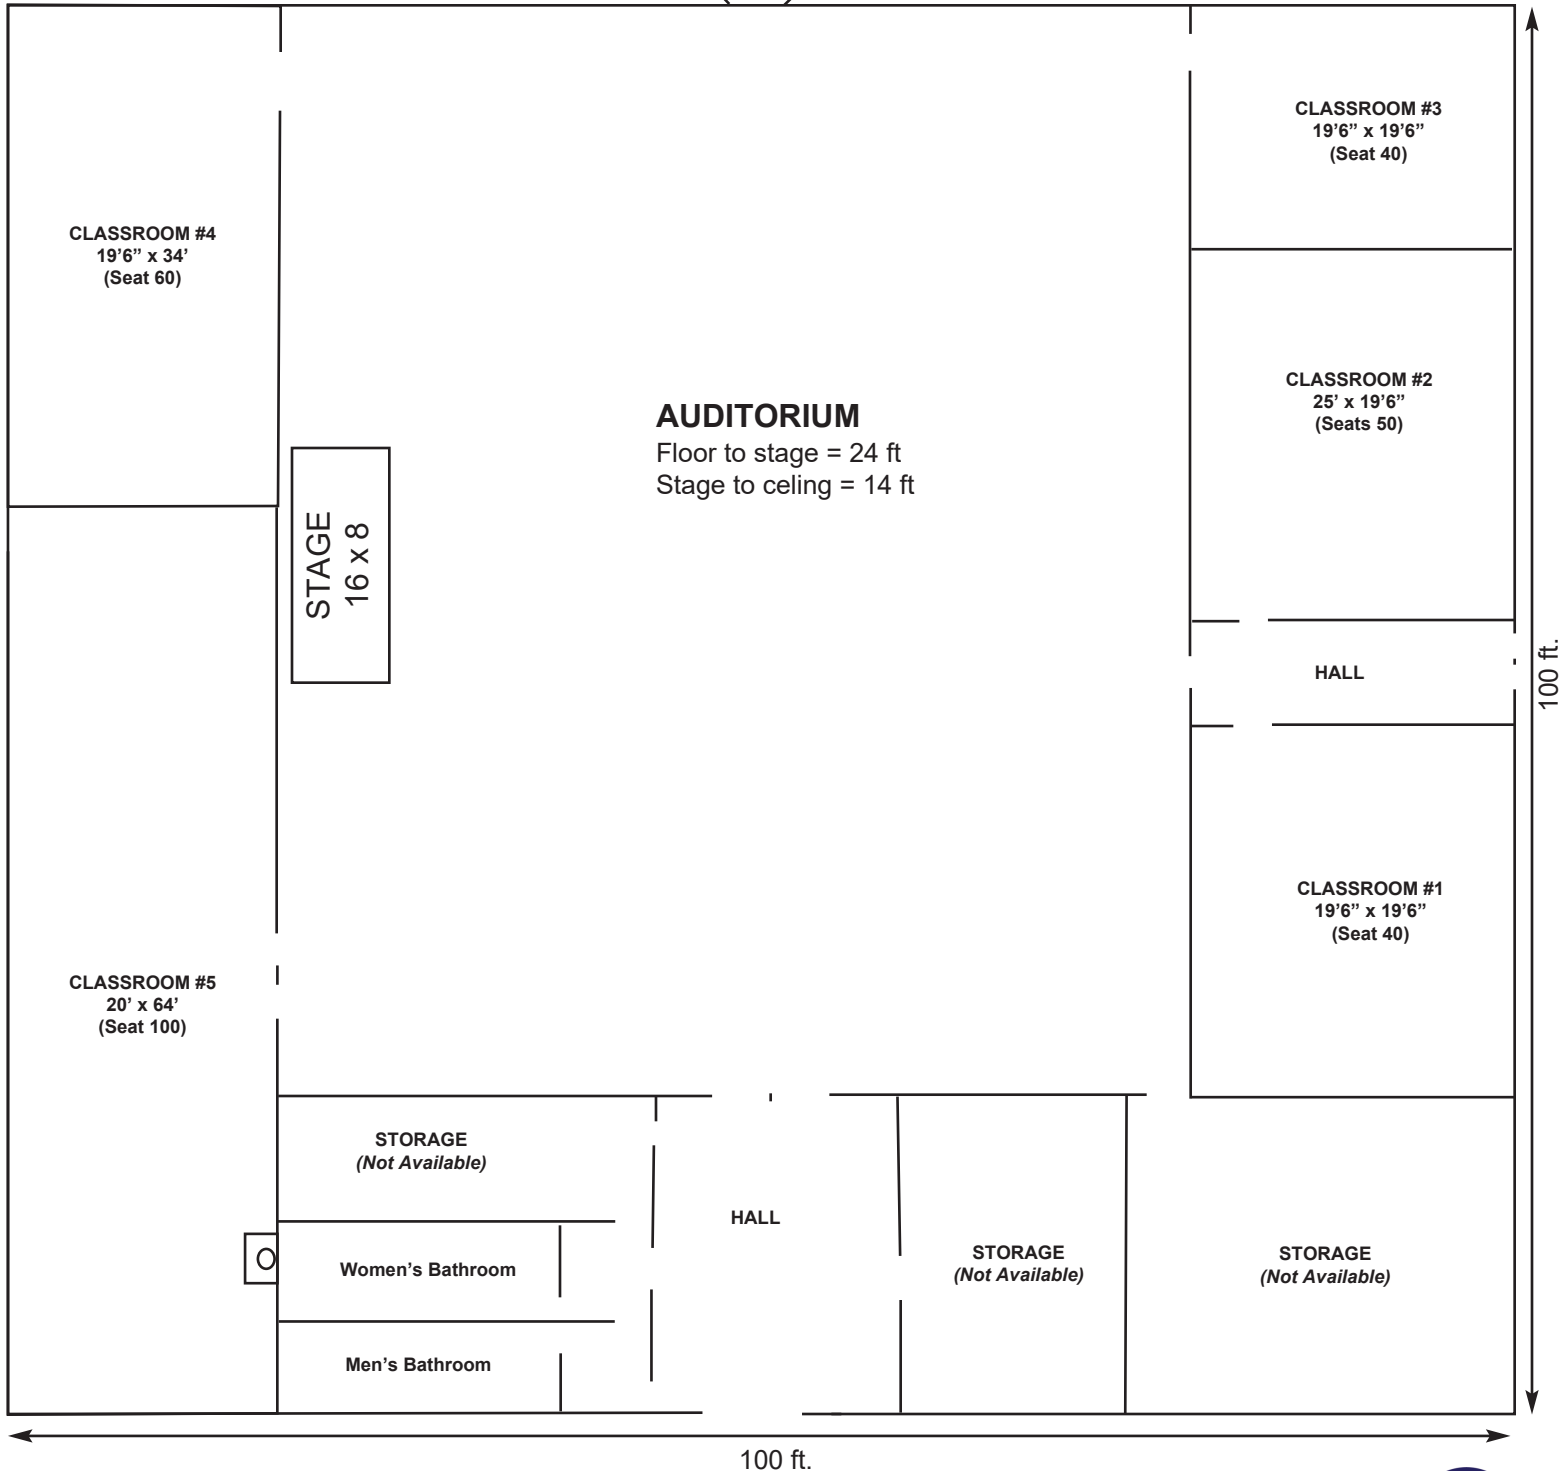 CLASSROOM #3
19’6” x 19’6”
(Seat 40)
CLASSROOM #4
19’6” x 34’
(Seat 60)
CLASSROOM #2
25’ x 19’6”
(Seats 50)
AUDITORIUM
Floor to stage = 24 ft
Stage to celing = 14 ft
STAGE
16 x 8
HALL
100 ft.
CLASSROOM #1
19’6” x 19’6”
(Seat 40)
CLASSROOM #5
20’ x 64’
(Seat 100)
STORAGE
(Not Available)
HALL
STORAGE
(Not Available)
STORAGE
(Not Available)
Women’s Bathroom
Men’s Bathroom
100 ft.